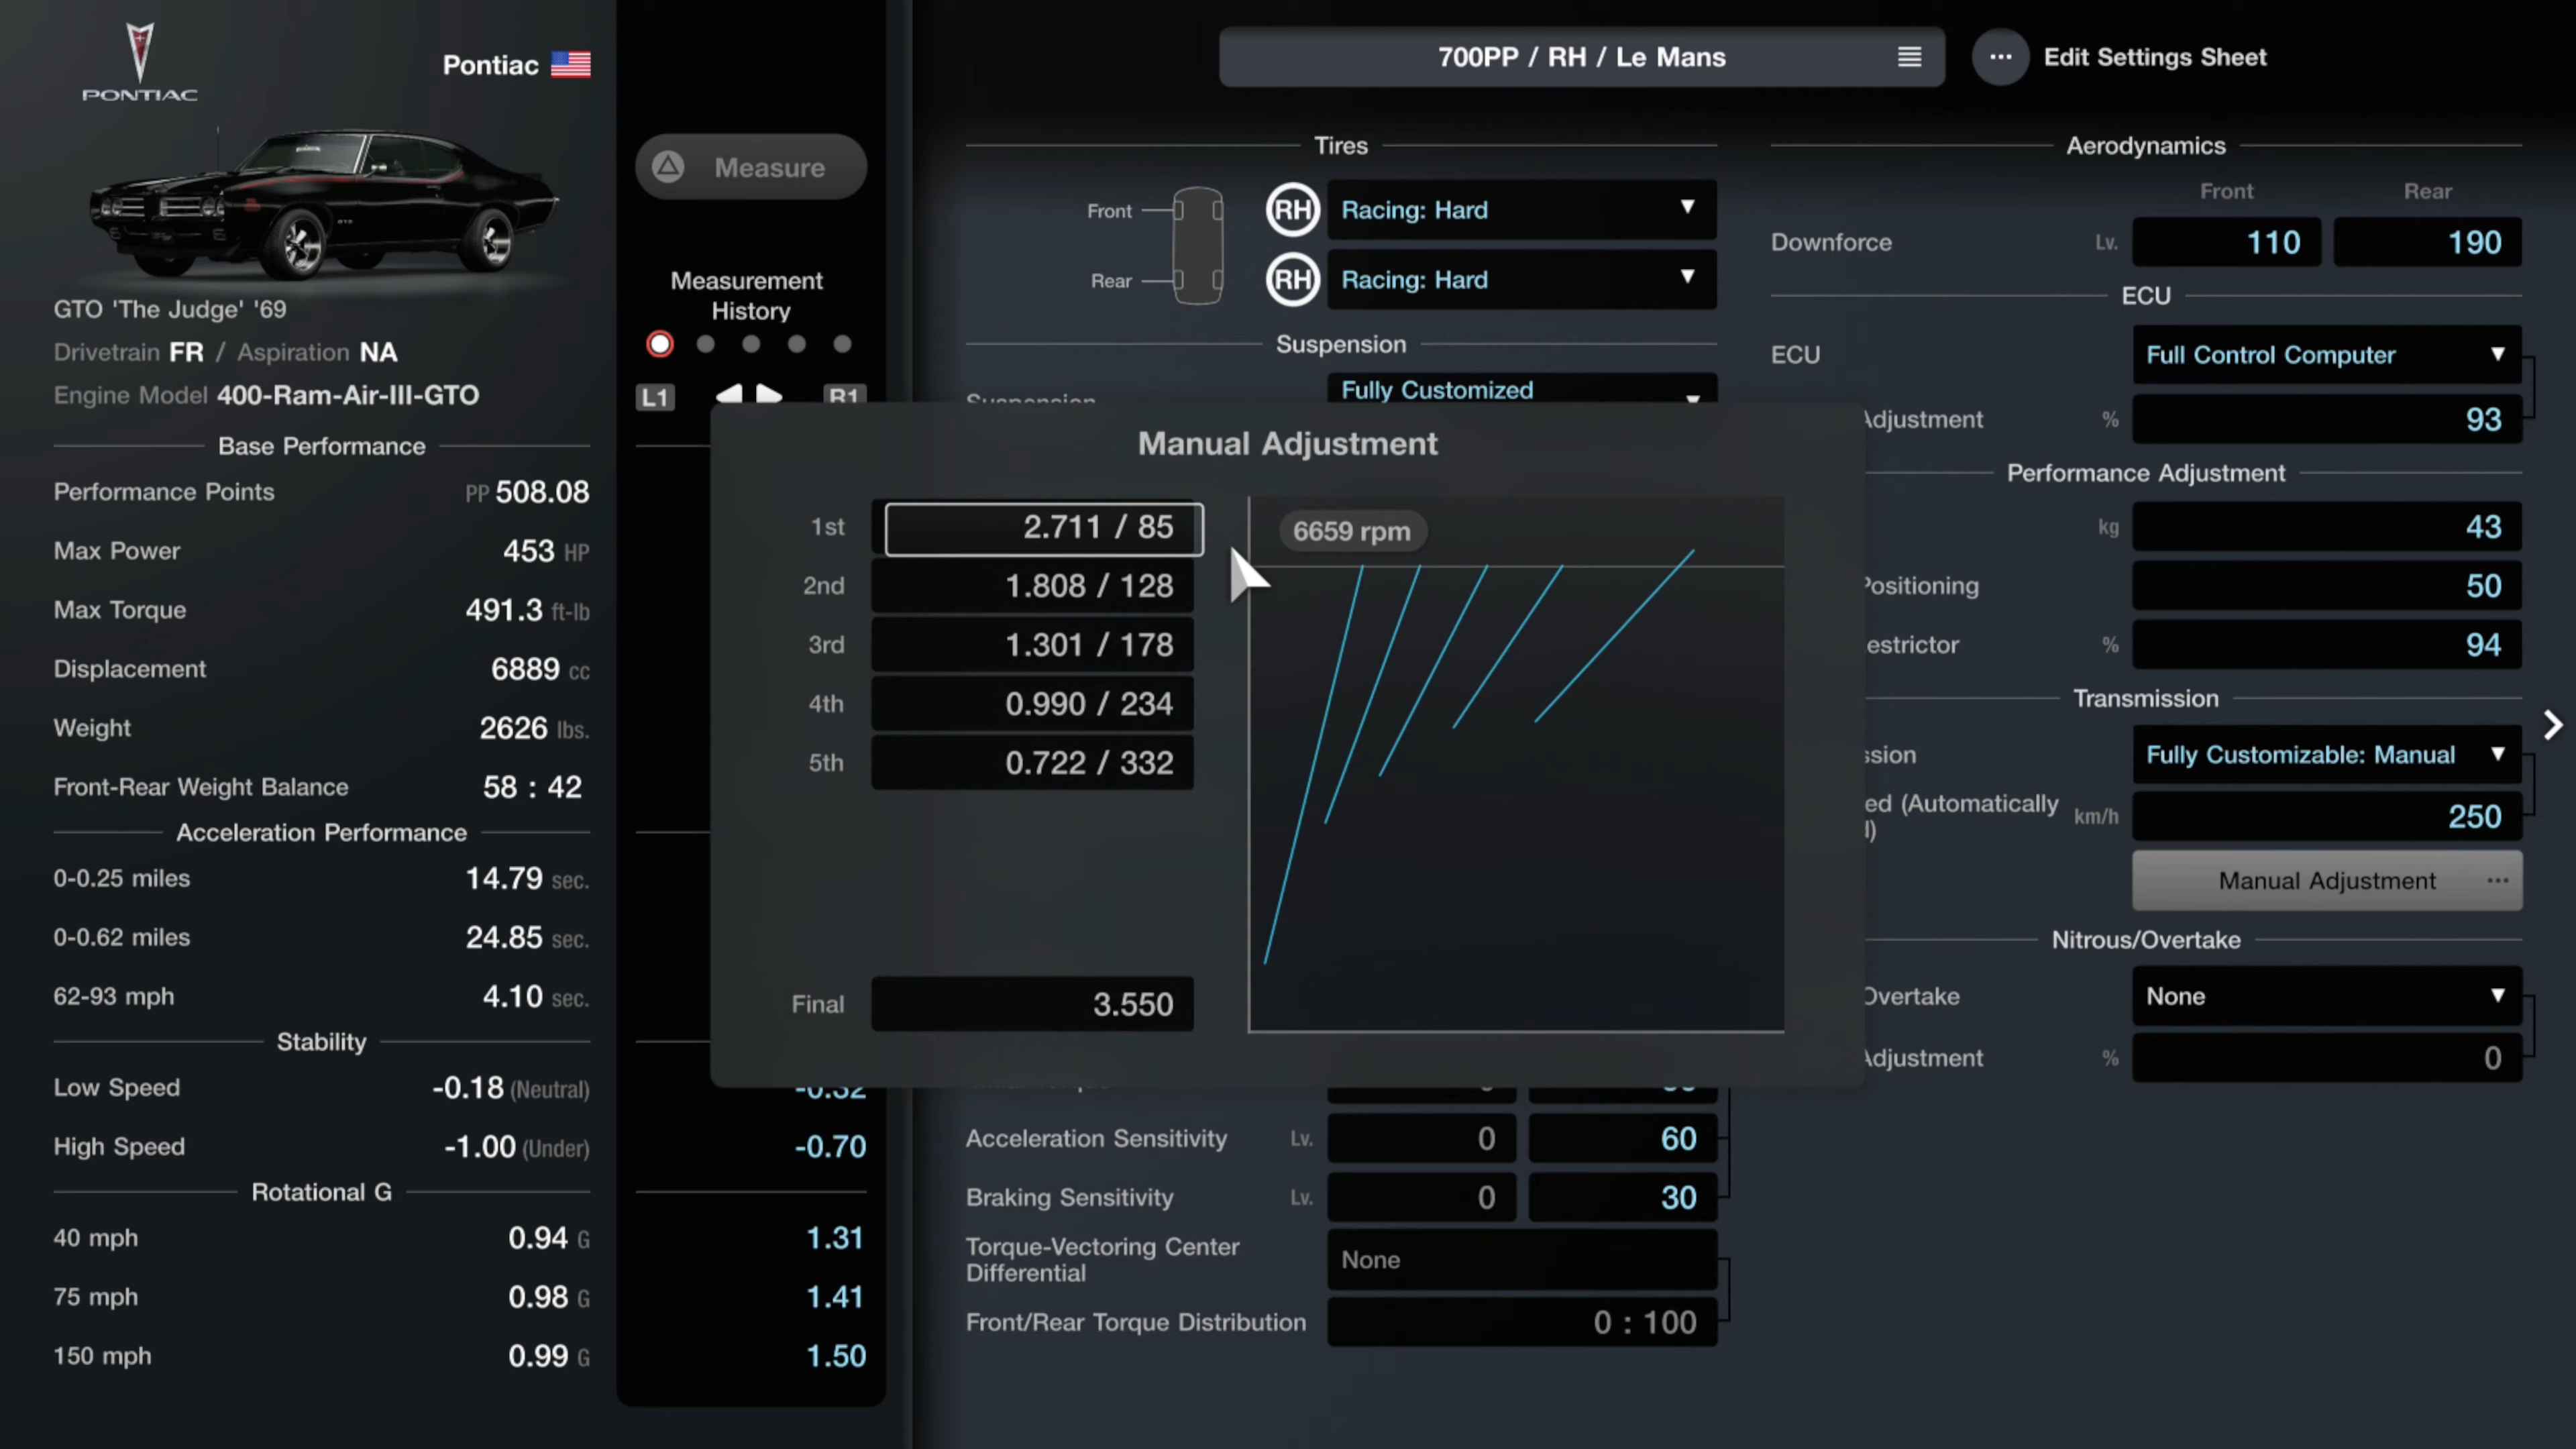 PONTIAC
Pontiac
GTO 'The Judge' '69
Drivetrain FR / Aspiration NA
Engine Model 400-Ram-Air-III-GTO
Base Performance
Performance Points PP 508.08
Max Power 453 HP
Max Torque 491.3 ft-lb
Displacement 6889 cc
Weight 2626 lbs.
Front-Rear Weight Balance 58 : 42
Acceleration Performance
0-0.25 miles 14.79 sec.
0-0.62 miles 24.85 sec.
62-93 mph 4.10 sec.
Stability
Low Speed -0.18 (Neutral)
High Speed -1.00 (Under)
Rotational G
40 mph 0.94 G
75 mph 0.98 G
150 mph 0.99 G
Measure
Measurement
History
L1 R1
-0.32
-0.70
1.31
1.41
1.50
700PP / RH / Le Mans
Edit Settings Sheet
Tires
Front RH Racing: Hard
Rear RH Racing: Hard
Suspension
Suspension Fully Customized
Manual Adjustment
1st 2.711 / 85
2nd 1.808 / 128
3rd 1.301 / 178
4th 0.990 / 234
5th 0.722 / 332
Final 3.550
6659 rpm
Acceleration Sensitivity Lv. 0 60
Braking Sensitivity Lv. 0 30
Torque-Vectoring Center
Differential
None
Front/Rear Torque Distribution 0 : 100
Aerodynamics
Front Rear
Downforce Lv. 110 190
ECU
ECU Full Control Computer
Adjustment % 93
Performance Adjustment
kg 43
Positioning 50
estrictor % 94
Transmission
ssion Fully Customizable: Manual
ed (Automatically km/h 250
Manual Adjustment ...
Nitrous/Overtake
Overtake None
Adjustment % 0